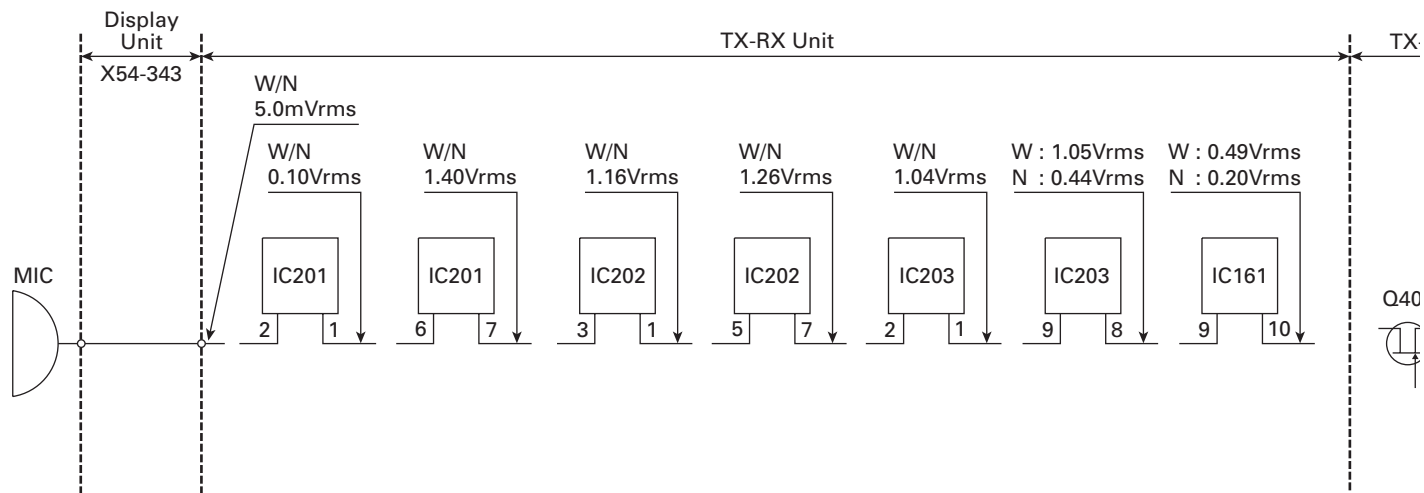 Display
Unit
X54-343
TX-RX Unit
TX-
W/N
5.0mVrms
W/N
0.10Vrms
W/N
1.40Vrms
W/N
1.16Vrms
W/N
1.26Vrms
W/N
1.04Vrms
W : 1.05Vrms
N : 0.44Vrms
W : 0.49Vrms
N : 0.20Vrms
MIC
IC201
2 1
IC201
6 7
IC202
3 1
IC202
5 7
IC203
2 1
IC203
9 8
IC161
9 10
Q40